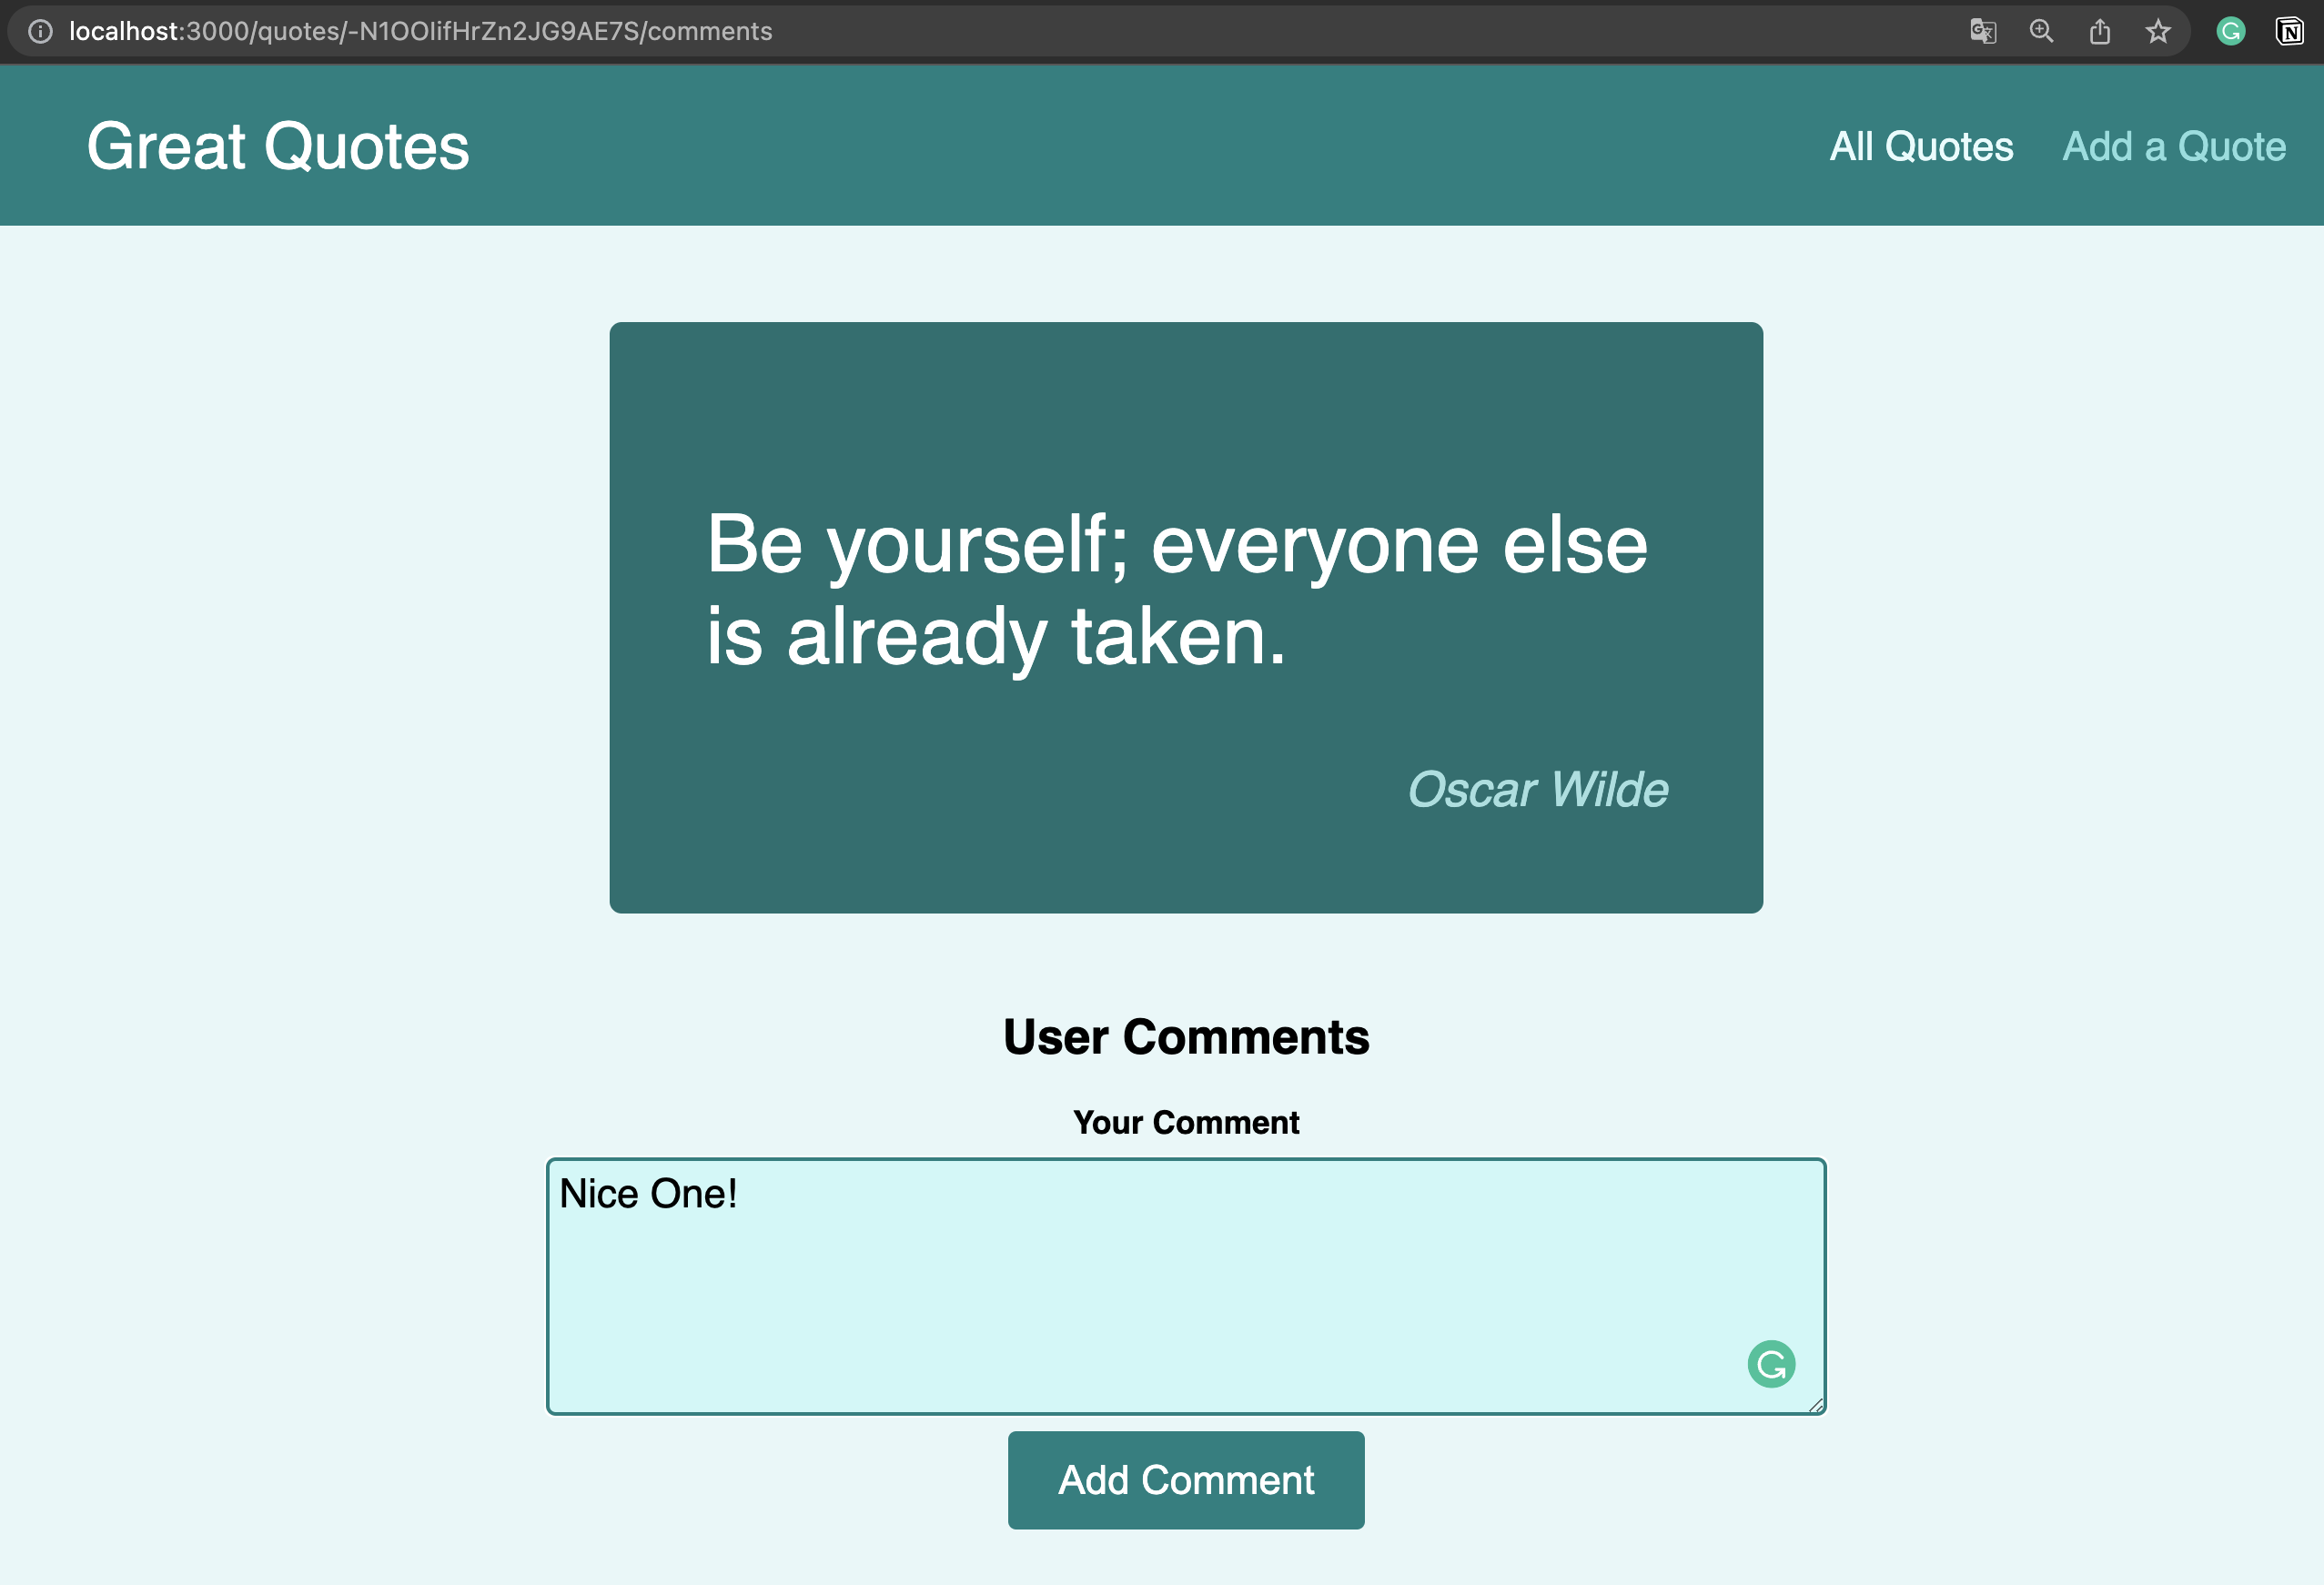 localhost:3000/quotes/-N1OOIifHrZn2JG9AE7S/comments
Great Quotes
All Quotes
Add a Quote
Be yourself; everyone else
is already taken.
Oscar Wilde
User Comments
Your Comment
Nice One!
Add Comment